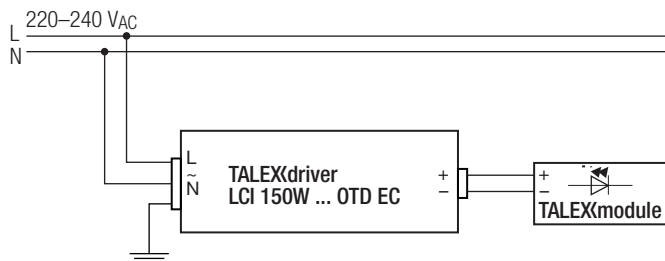 220–240 VAC
L
N
L
~
N
TALEXXdriver
LCI 150W ... OTD EC
+
−
+
−
TALEXXmodule